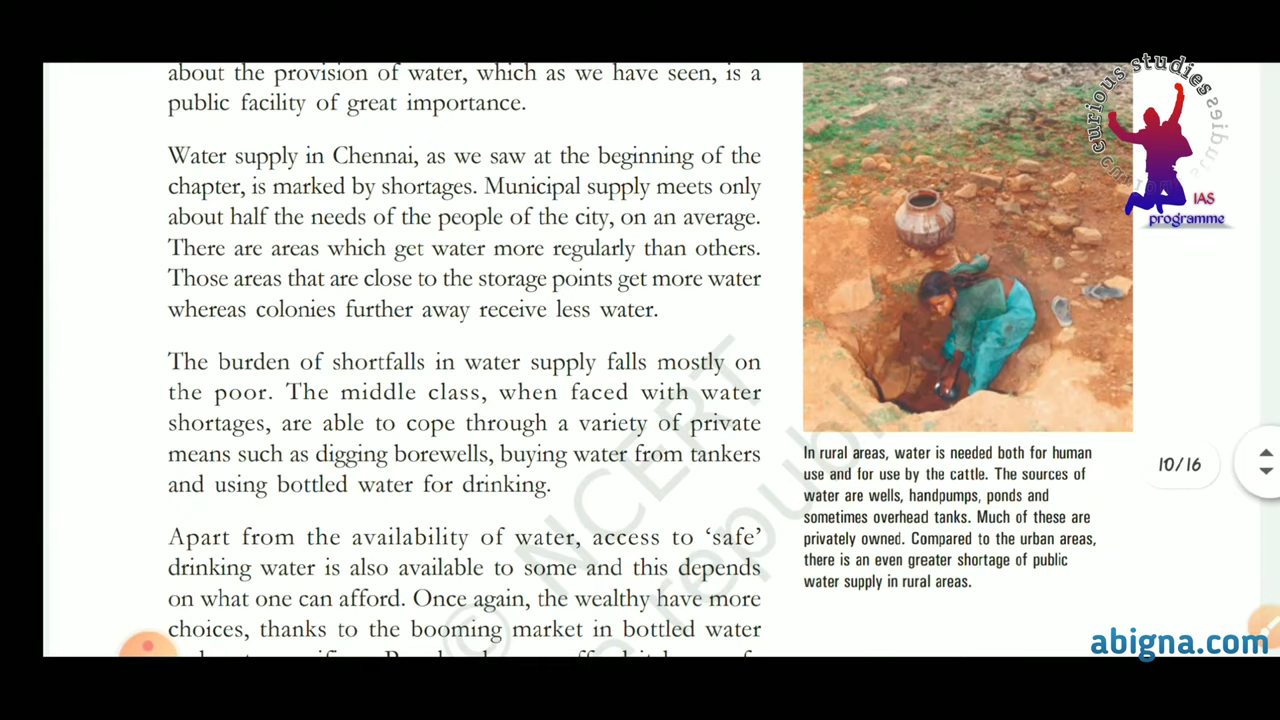 about the provision of water, which as we have seen, is a
public facility of great importance.
Water supply in Chennai, as we saw at the beginning of the
chapter, is marked by shortages. Municipal supply meets only
about half the needs of the people of the city, on an average.
There are areas which get water more regularly than others.
Those areas that are close to the storage points get more water
whereas colonies further away receive less water.
The burden of shortfalls in water supply falls mostly on
the poor. The middle class, when faced with water
shortages, are able to cope through a variety of private
means such as digging borewells, buying water from tankers
and using bottled water for drinking.
Apart from the availability of water, access to ‘safe’
drinking water is also available to some and this depends
on what one can afford. Once again, the wealthy have more
choices, thanks to the booming market in bottled water
In rural areas, water is needed both for human
use and for use by the cattle. The sources of
water are wells, handpumps, ponds and
sometimes overhead tanks. Much of these are
privately owned. Compared to the urban areas,
there is an even greater shortage of public
water supply in rural areas.
© NCERT
republi
curious studies
IAS
programme
10/16
abigna.com